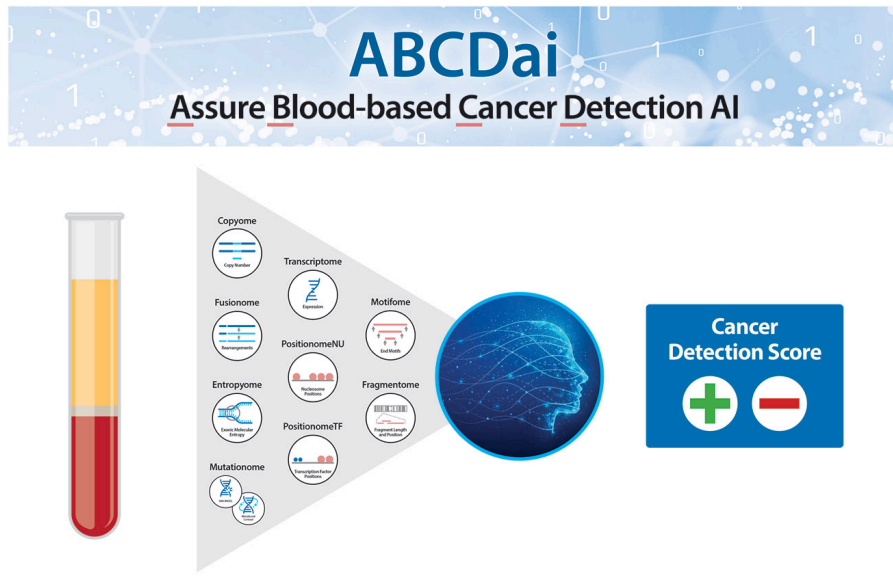 ABCDai
Assure Blood-based Cancer Detection AI
Copyome
Copy Number
Transcriptome
Expression
Fusionome
Rearrangements
Motifome
End Motifs
PositionomeNU
Nucleosome
Positions
Entropyome
Exonic Molecular
Entropy
Fragmentome
Fragment Length
and Position
PositionomeTF
Transcription Factor
Positions
Mutationome
Cancer
Detection Score